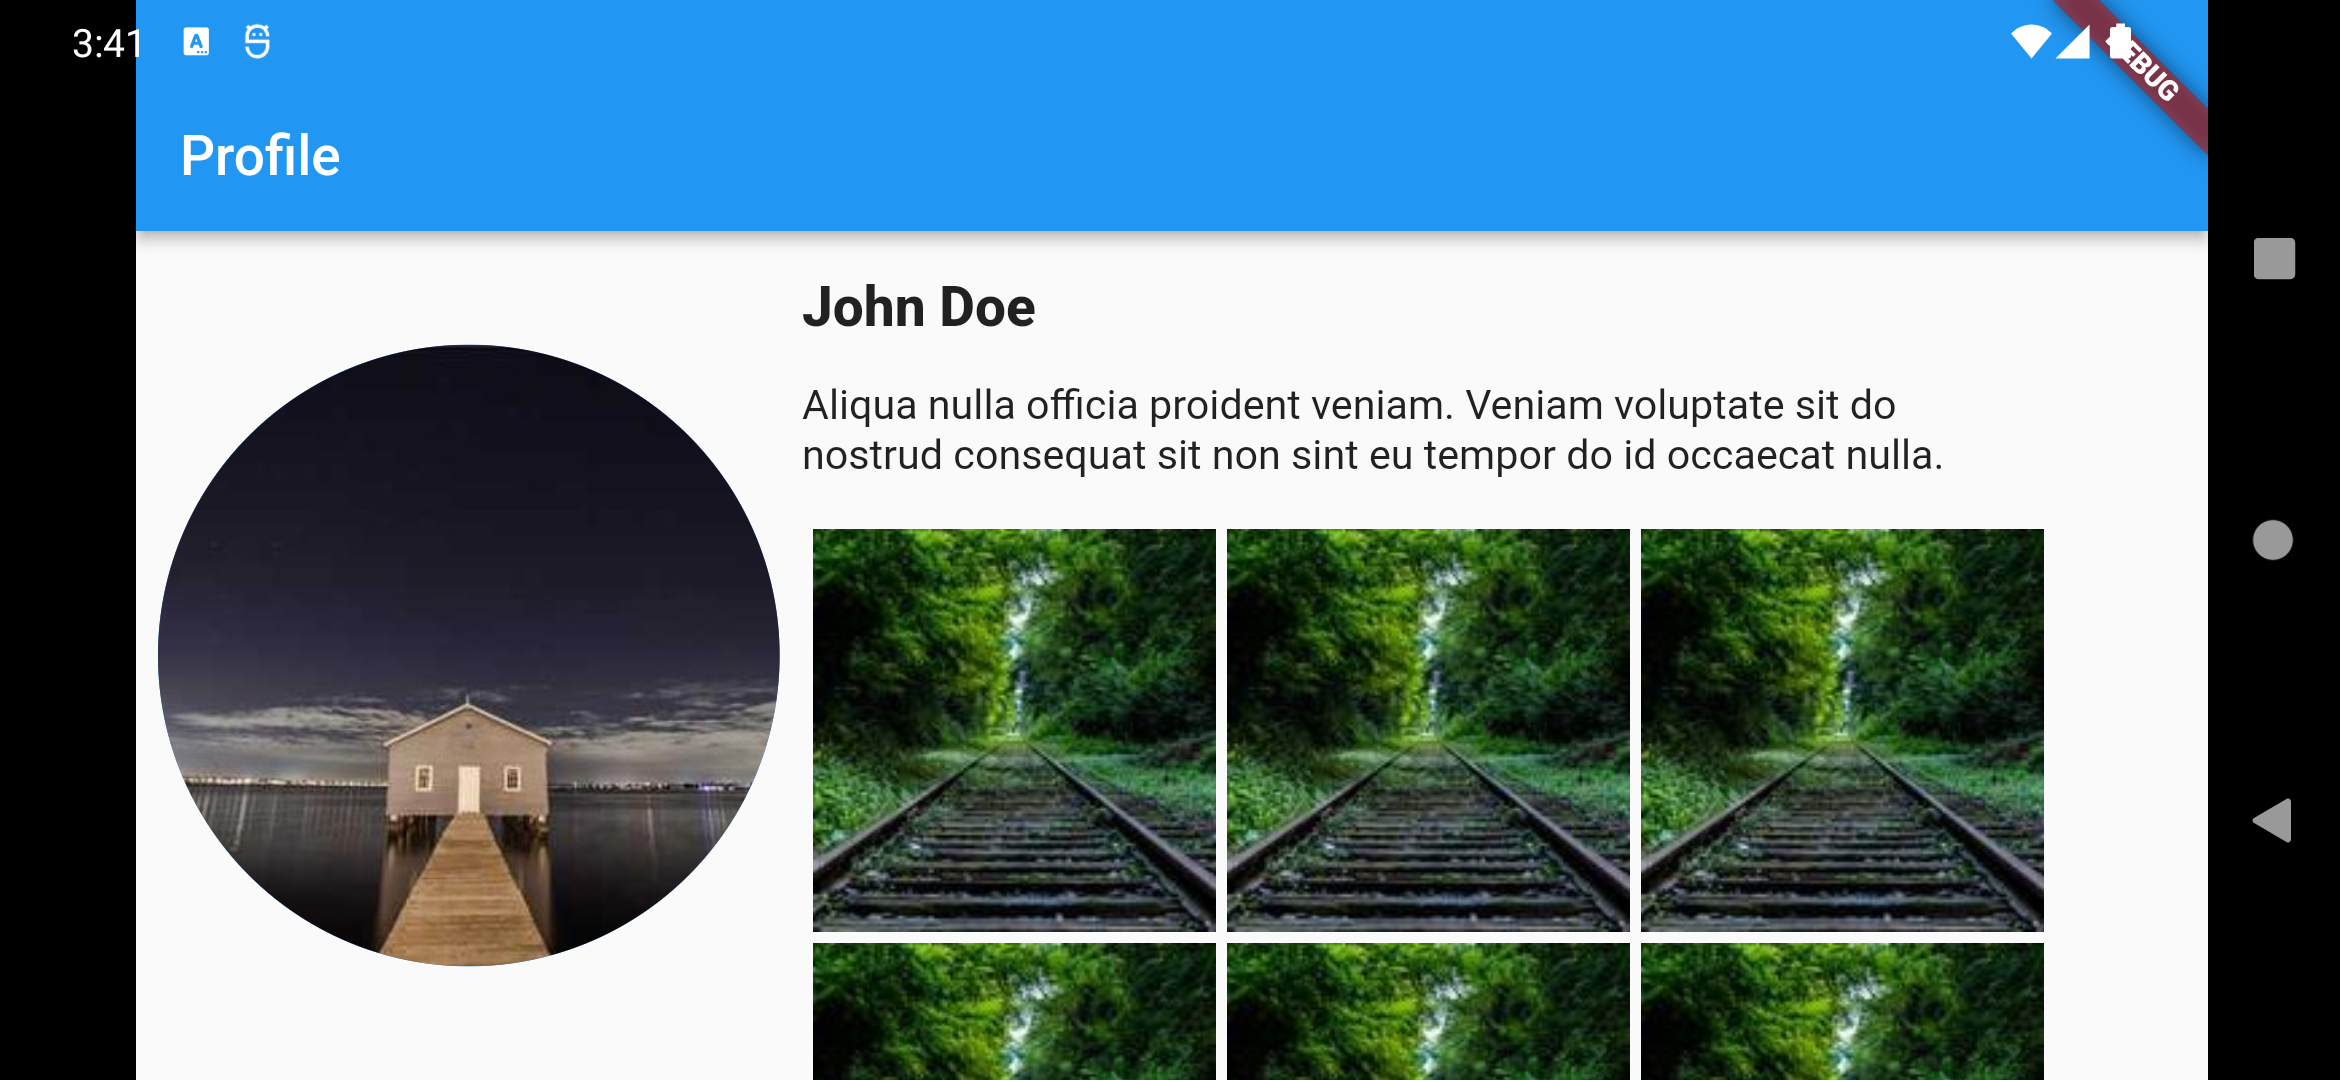 3:41
A
DEBUG
Profile
John Doe
Aliqua nulla officia proident veniam. Veniam voluptate sit do
nostrud consequat sit non sint eu tempor do id occaecat nulla.